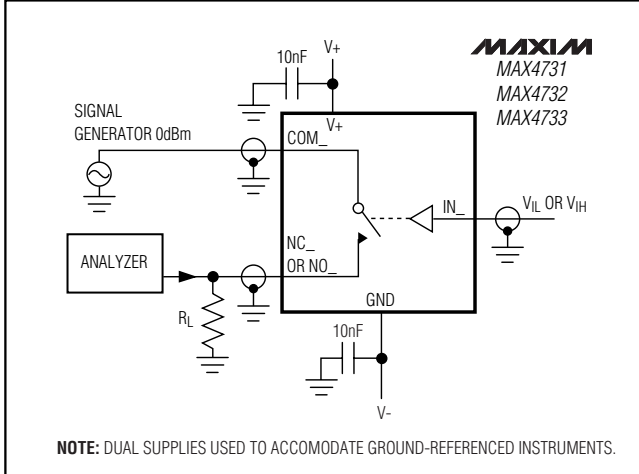 10nF
V+
MAXIM
MAX4731
MAX4732
MAX4733
SIGNAL
GENERATOR 0dBm
V+
COM_
IN_
VIL OR VIH
ANALYZER
NC_
OR NO_
RL
GND
10nF
V-
NOTE: DUAL SUPPLIES USED TO ACCOMODATE GROUND-REFERENCED INSTRUMENTS.